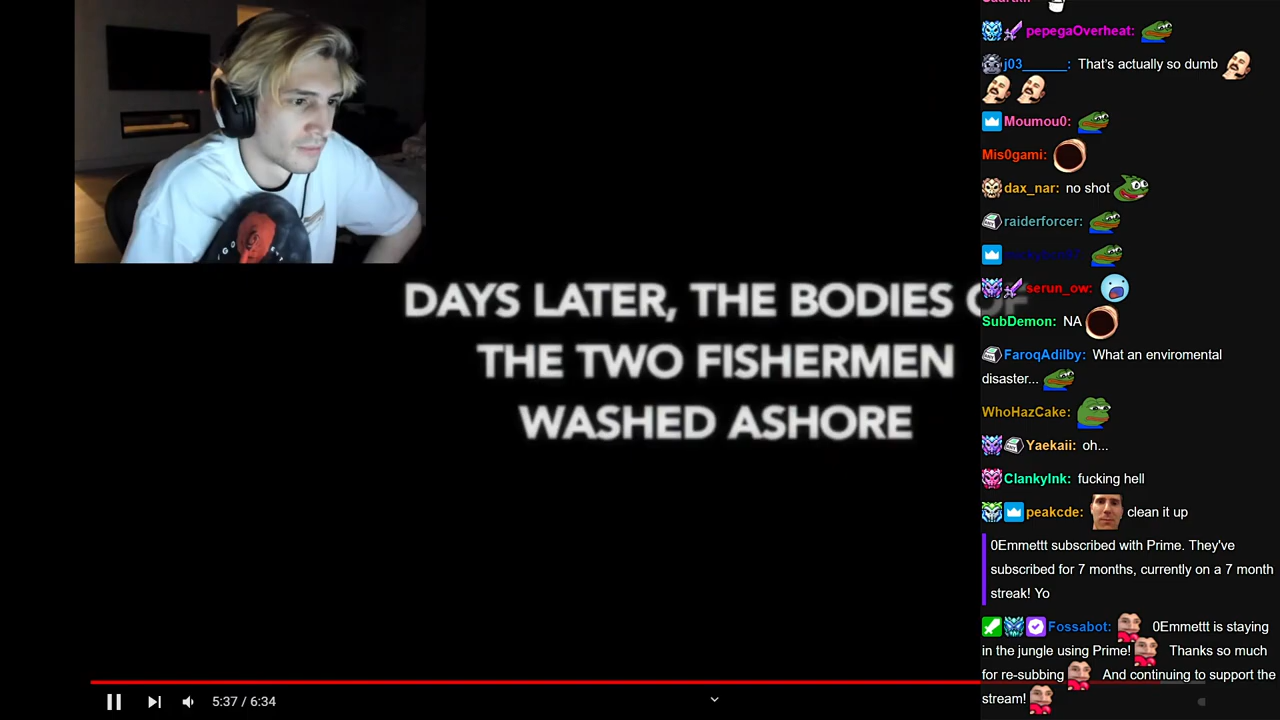 DAYS LATER, THE BODIES OF
THE TWO FISHERMEN
WASHED ASHORE
5:37 / 6:34
pepegaOverheat:
j03______: That's actually so dumb
Moumou0:
Mis0gami:
dax_nar: no shot
raiderforcer:
serun_ow:
SubDemon: NA
FaroqAdilby: What an enviromental
disaster...
WhoHazCake:
Yaekaii: oh...
ClankyInk: fucking hell
peakcde: clean it up
0Emmettt subscribed with Prime. They've
subscribed for 7 months, currently on a 7 month
streak! Yo
Fossabot: 0Emmettt is staying
in the jungle using Prime! Thanks so much
for re-subbing And continuing to support the
stream!